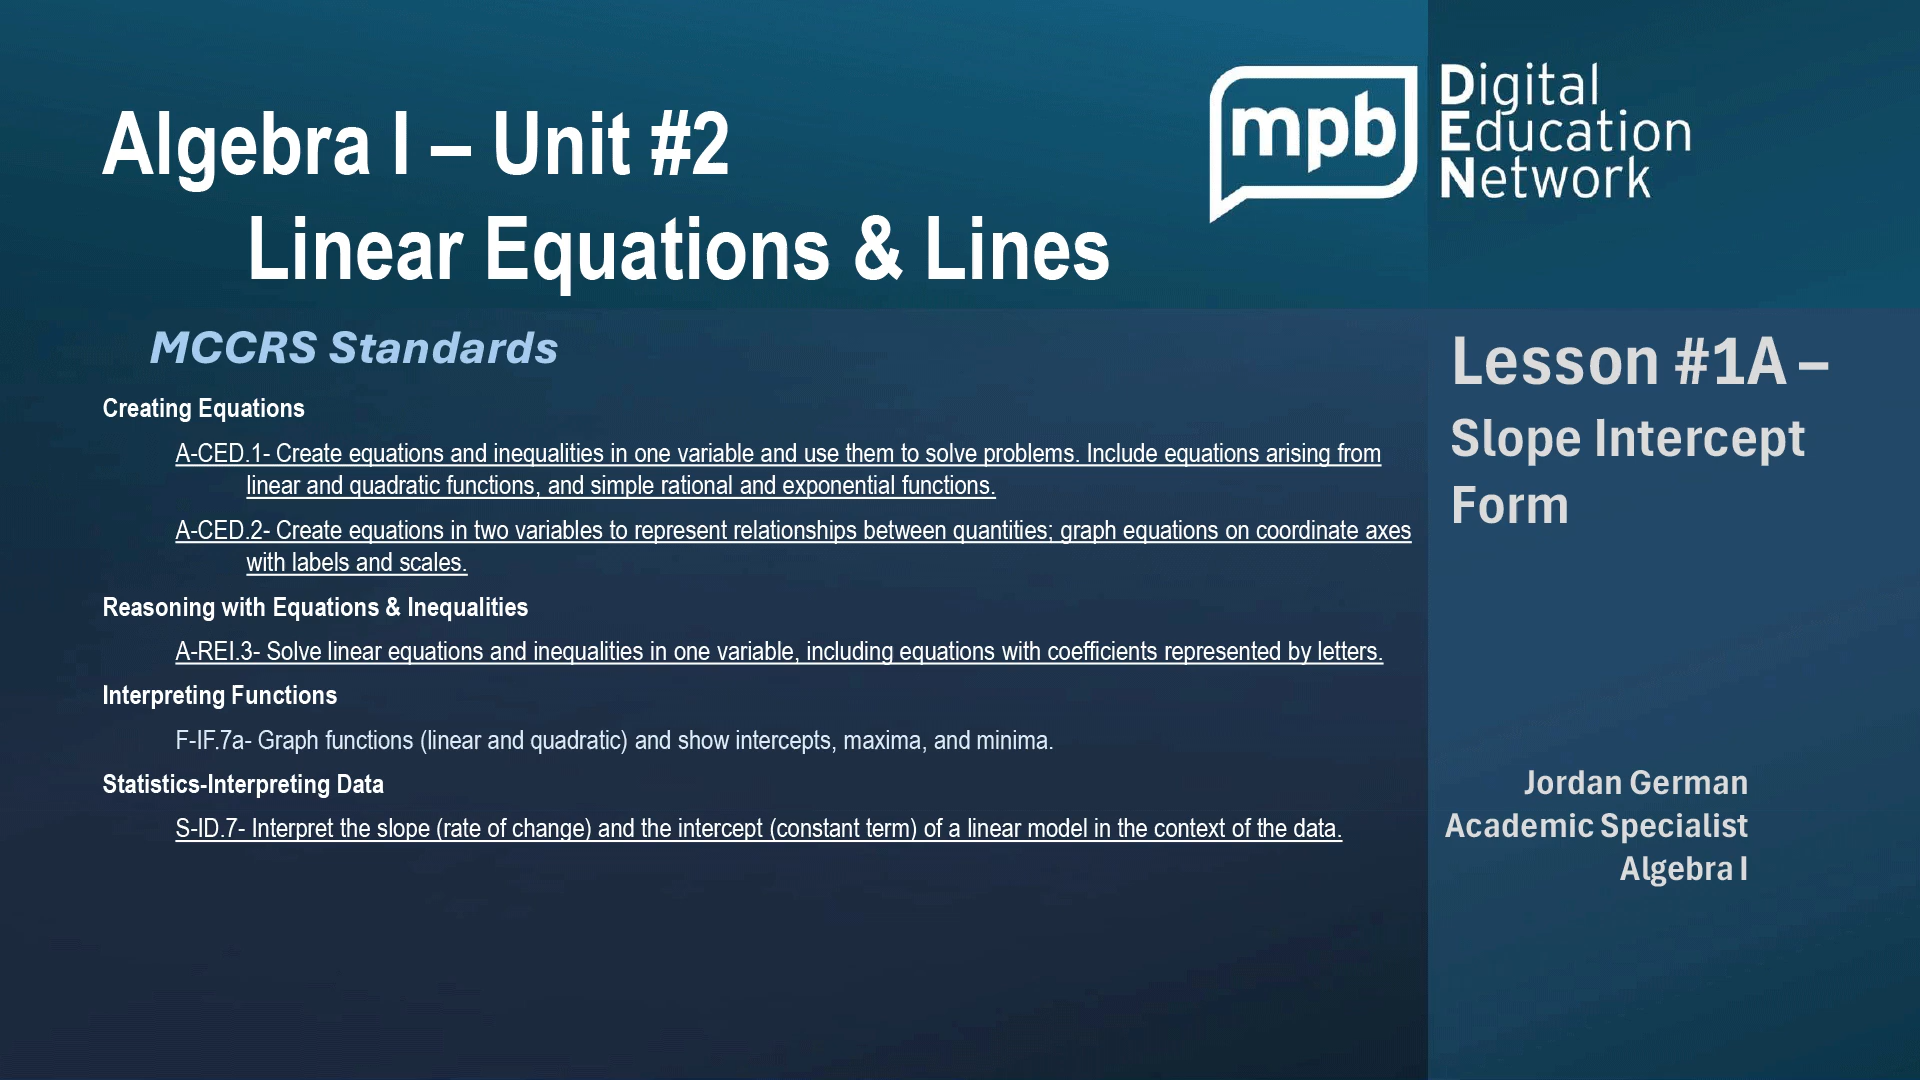 Algebra I – Unit #2
Linear Equations & Lines
mpb
Digital
Education
Network
MCCRS Standards
Creating Equations
A-CED.1- Create equations and inequalities in one variable and use them to solve problems. Include equations arising from
linear and quadratic functions, and simple rational and exponential functions.
A-CED.2- Create equations in two variables to represent relationships between quantities; graph equations on coordinate axes
with labels and scales.
Reasoning with Equations & Inequalities
A-REI.3- Solve linear equations and inequalities in one variable, including equations with coefficients represented by letters.
Interpreting Functions
F-IF.7a- Graph functions (linear and quadratic) and show intercepts, maxima, and minima.
Statistics-Interpreting Data
S-ID.7- Interpret the slope (rate of change) and the intercept (constant term) of a linear model in the context of the data.
Lesson #1A –
Slope Intercept
Form
Jordan German
Academic Specialist
Algebra I